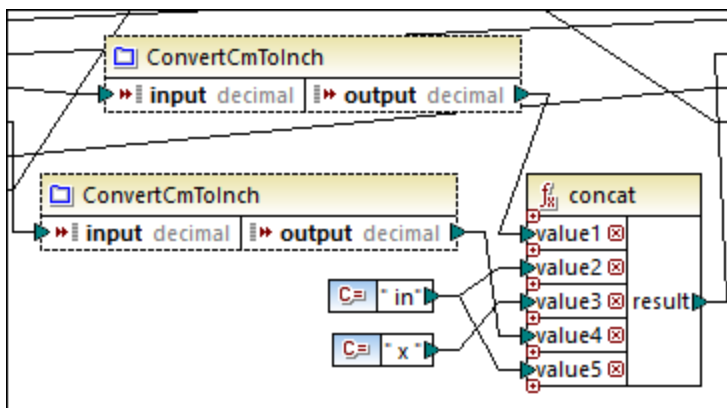 ConvertCmToInch
input decimal output decimal
ConvertCmToInch
input decimal output decimal
concat
value1
value2
value3 result
value4
value5
C= " in"
C= " x "